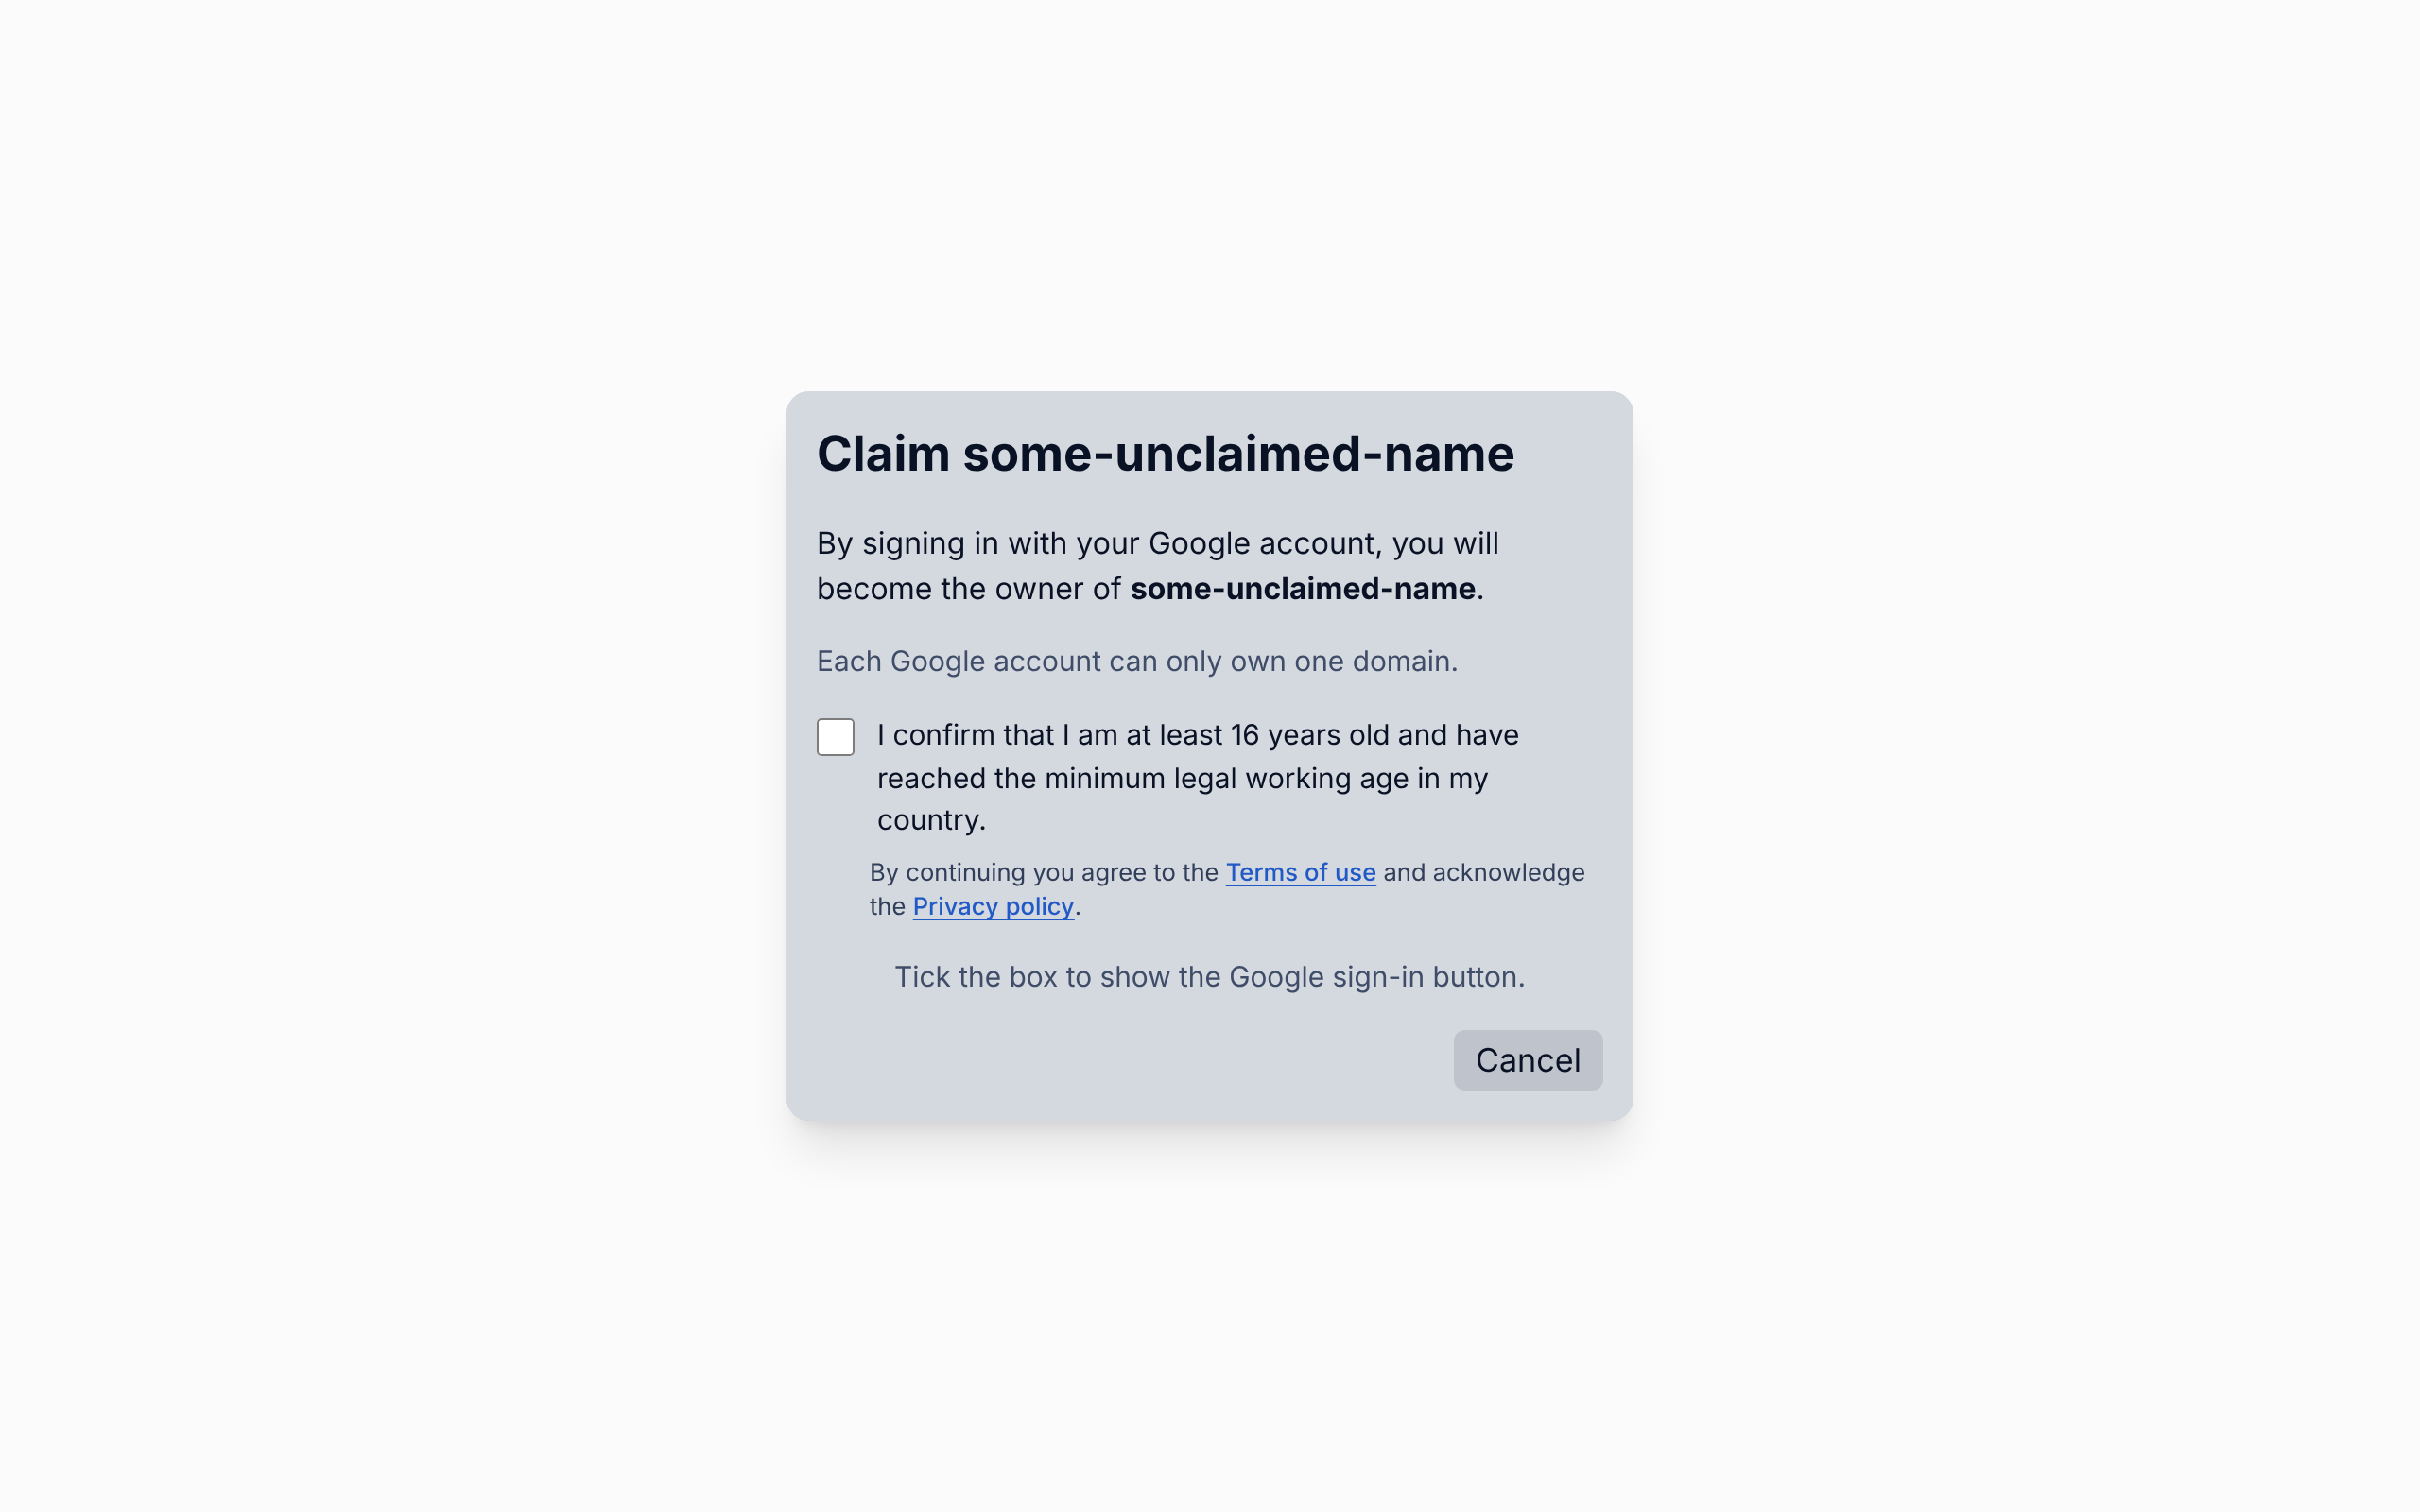 Claim some-unclaimed-name
By signing in with your Google account, you will
become the owner of some-unclaimed-name.
Each Google account can only own one domain.
I confirm that I am at least 16 years old and have
reached the minimum legal working age in my
country.
By continuing you agree to the Terms of use and acknowledge
the Privacy policy.
Tick the box to show the Google sign-in button.
Cancel